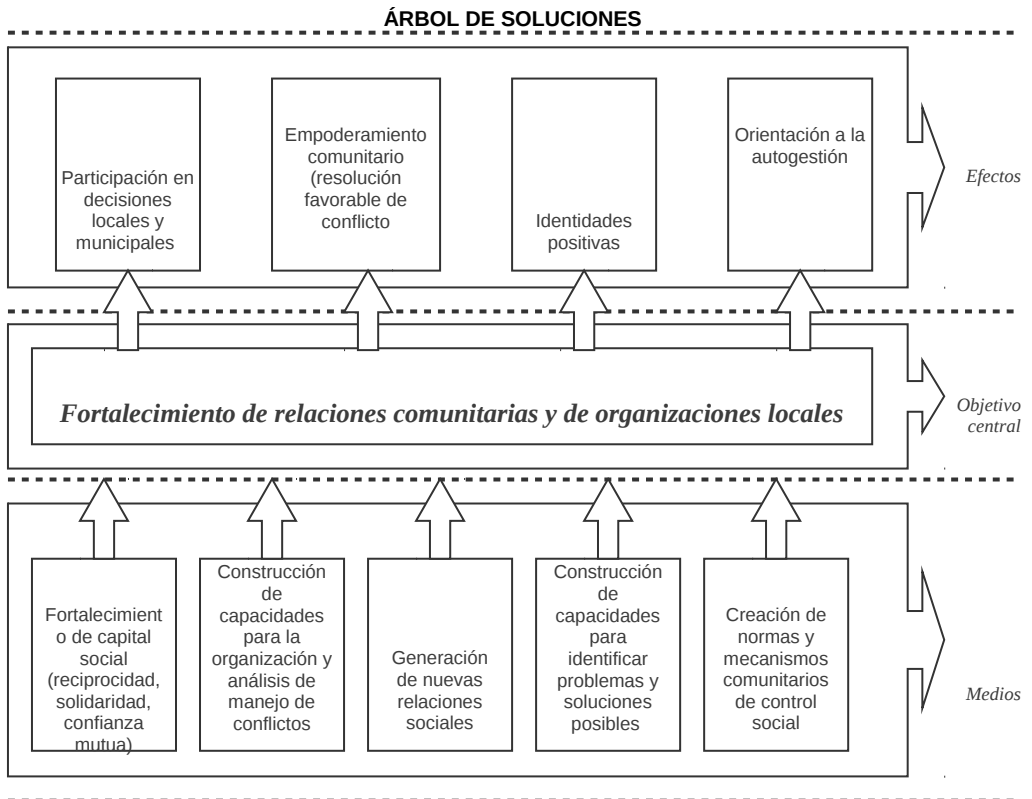 ÁRBOL DE SOLUCIONES
Participación en
decisiones
locales y
municipales
Empoderamiento
comunitario
(resolución
favorable de
conflicto
Identidades
positivas
Orientación a la
autogestión
Efectos
Fortalecimiento de relaciones comunitarias y de organizaciones locales
Objetivo
central
Fortalecimient
o de capital
social
(reciprocidad,
solidaridad,
confianza
mutua)
Construcción
de
capacidades
para la
organización y
análisis de
manejo de
conflictos
Generación
de nuevas
relaciones
sociales
Construcción
de
capacidades
para
identificar
problemas y
soluciones
posibles
Creación de
normas y
mecanismos
comunitarios
de control
social
Medios